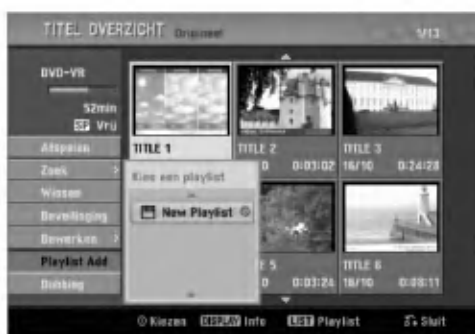 TITEL OVERZICHT Origineel 1/13
DVD-VR
52min
SP Vrij
Afspelen
Zoek >
Wissen
Beveiliging
Bewerken >
Playlist Add
Dubbing
TITLE 1
TITLE 2
0:03:02
TITLE 3
16/10 0:24:28
Kies een playlist
New Playlist
E 5
0:03:24
TITLE 6
16/10 0:08:11
Kiezen DISPLAY Info LIST Playlist Sluit